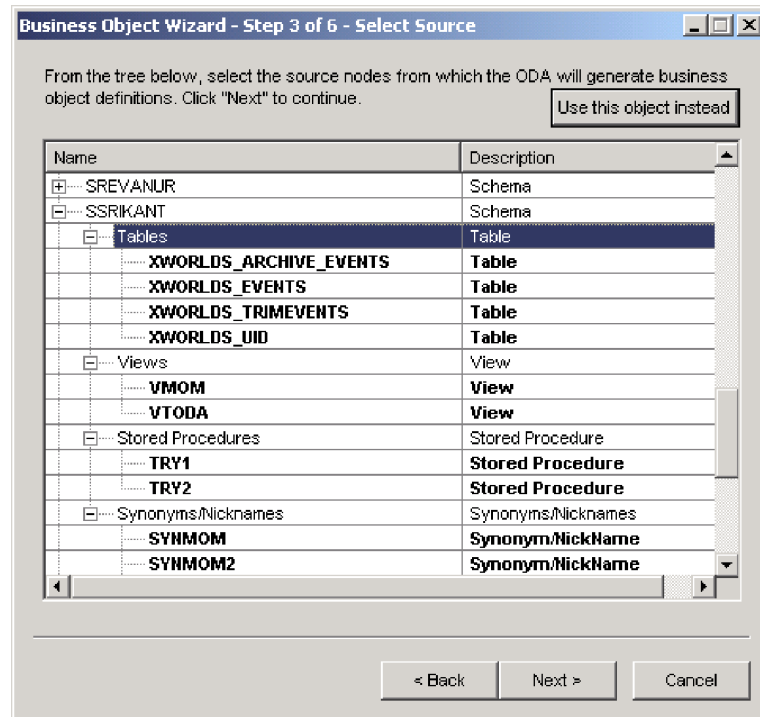 Business Object Wizard - Step 3 of 6 - Select Source
From the tree below, select the source nodes from which the ODA will generate business
object definitions. Click "Next" to continue.
Use this object instead
Name Description
SREVANUR Schema
SSRIKANT Schema
Tables Table
XWORLDS_ARCHIVE_EVENTS Table
XWORLDS_EVENTS Table
XWORLDS_TRIMEVENTS Table
XWORLDS_UID Table
Views View
VMOM View
VTODA View
Stored Procedures Stored Procedure
TRY1 Stored Procedure
TRY2 Stored Procedure
Synonyms/Nicknames Synonyms/Nicknames
SYNMOM Synonym/NickName
SYNMOM2 Synonym/NickName
< Back Next > Cancel